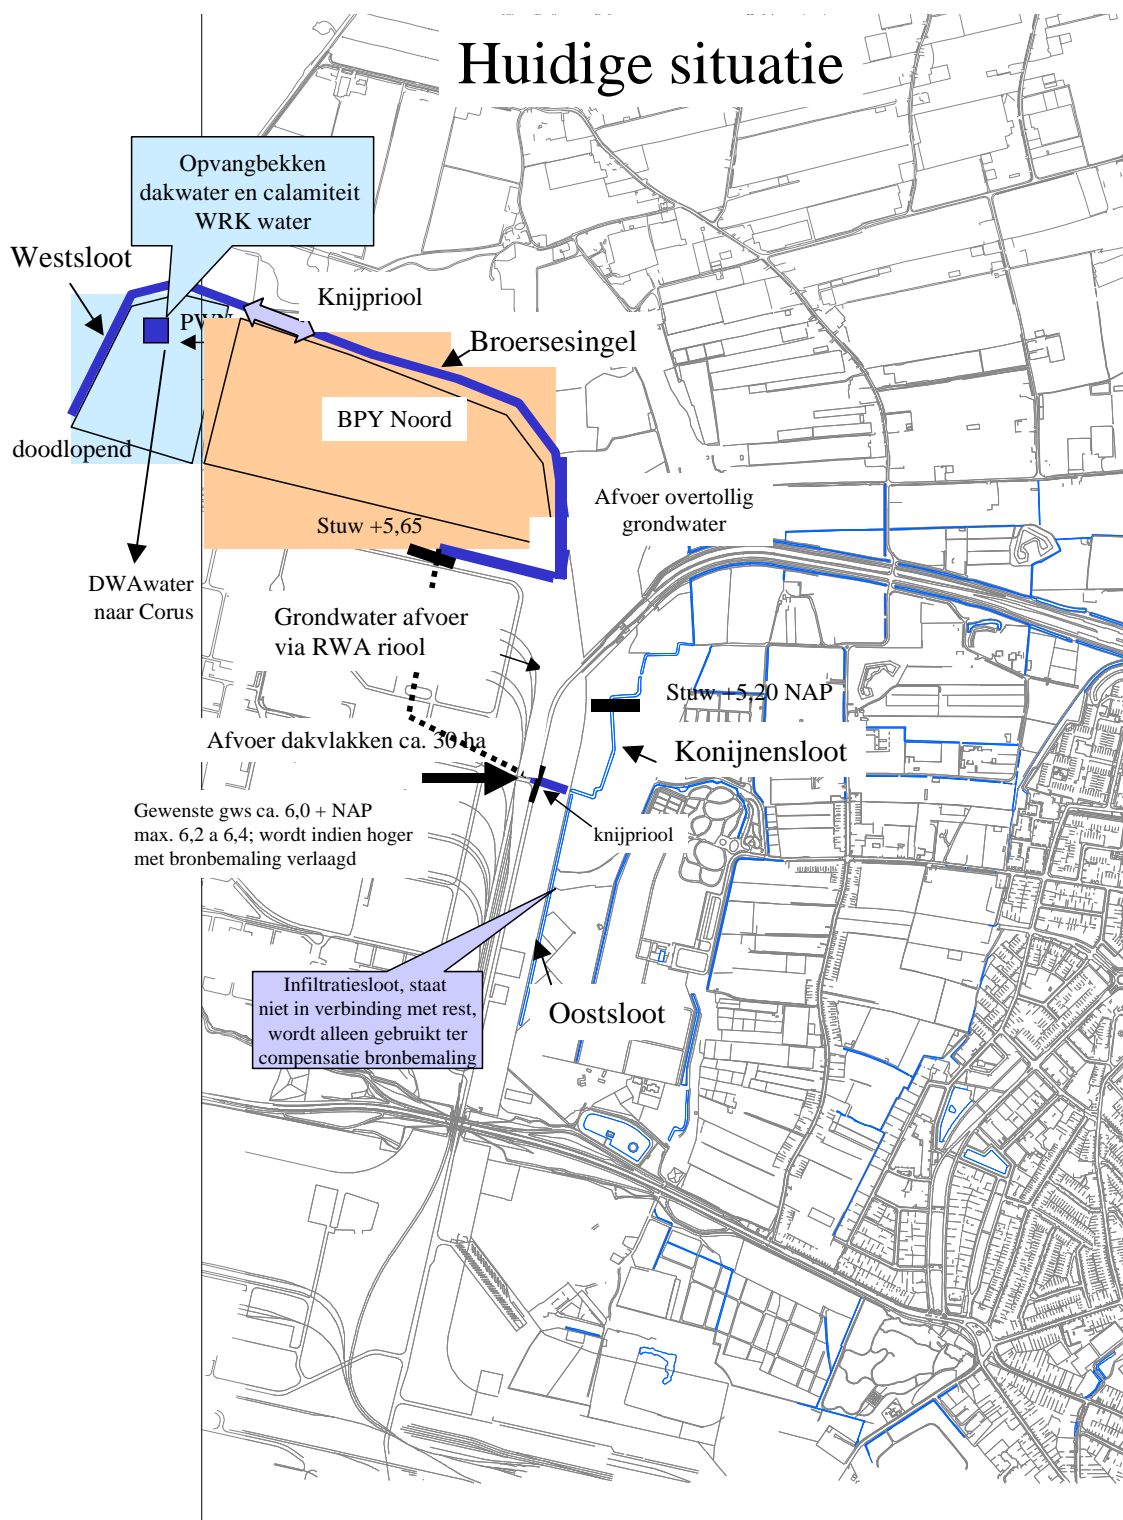 Huidige situatie
Opvangbekken
dakwater en calamiteit
WRK water
Westsloot
Knijpriool
PWN
Broersesingel
BPY Noord
doodlopend
Afvoer overtollig
grondwater
Stuw +5,65
DWAwater
naar Corus
Grondwater afvoer
via RWA riool
Stuw +5,20 NAP
Afvoer dakvlakken ca. 30 ha
Konijnensloot
Gewenste gws ca. 6,0 + NAP
max. 6,2 a 6,4; wordt indien hoger
met bronbemaling verlaagd
knijpriool
Infiltratiesloot, staat
niet in verbinding met rest,
wordt alleen gebruikt ter
compensatie bronbemaling
Oostsloot